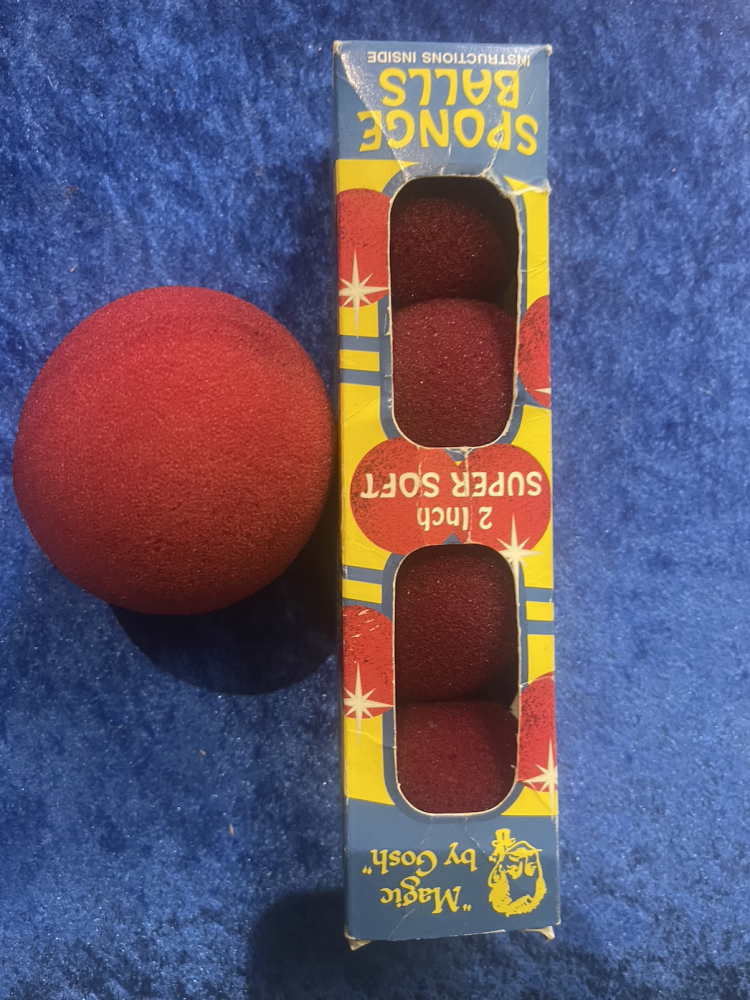 "Magic
by Gosh"
2 Inch
SUPER SOFT
SPONGE
BALLS
INSTRUCTIONS INSIDE